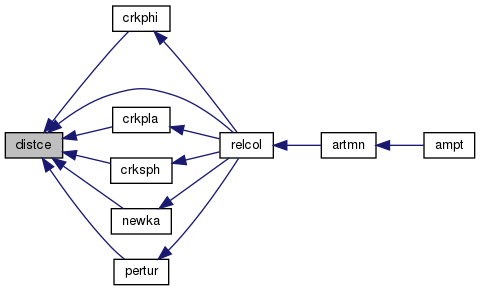 crkphi
crkpla
distce
relcol
artmn
ampt
crksph
newka
pertur